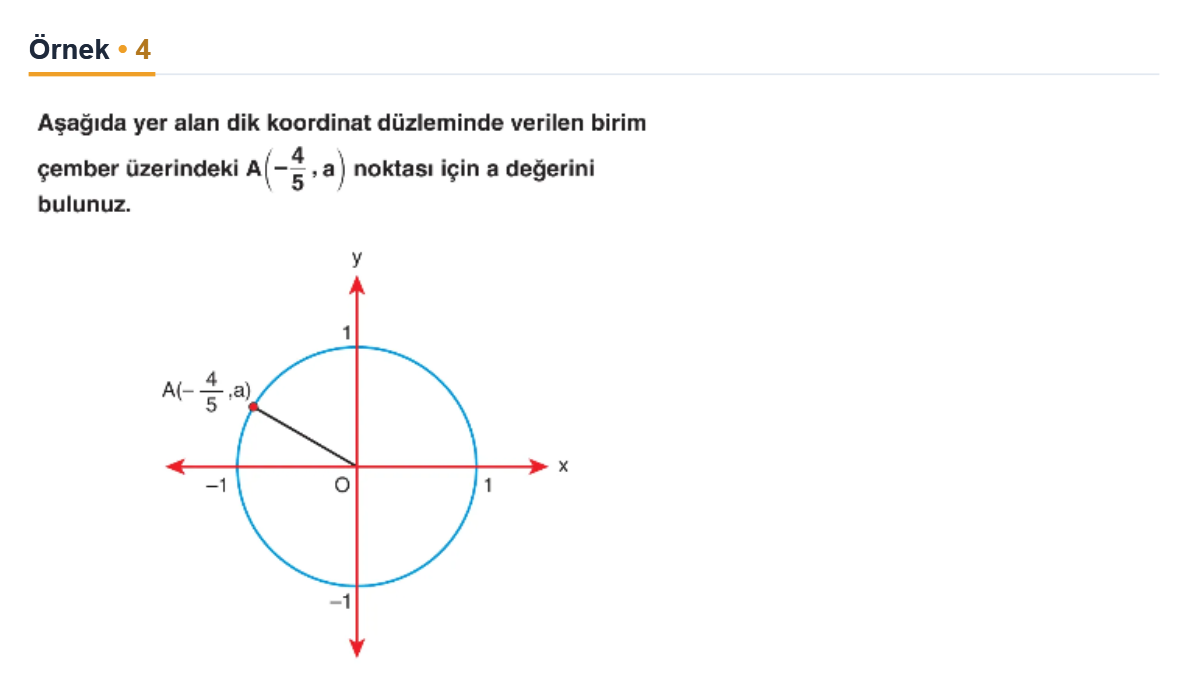 Örnek • 4
Aşağıda yer alan dik koordinat düzleminde verilen birim
çember üzerindeki A(-4/5, a) noktası için a değerini
bulunuz.
y
1
A(-4/5,a)
x
-1
O
1
-1